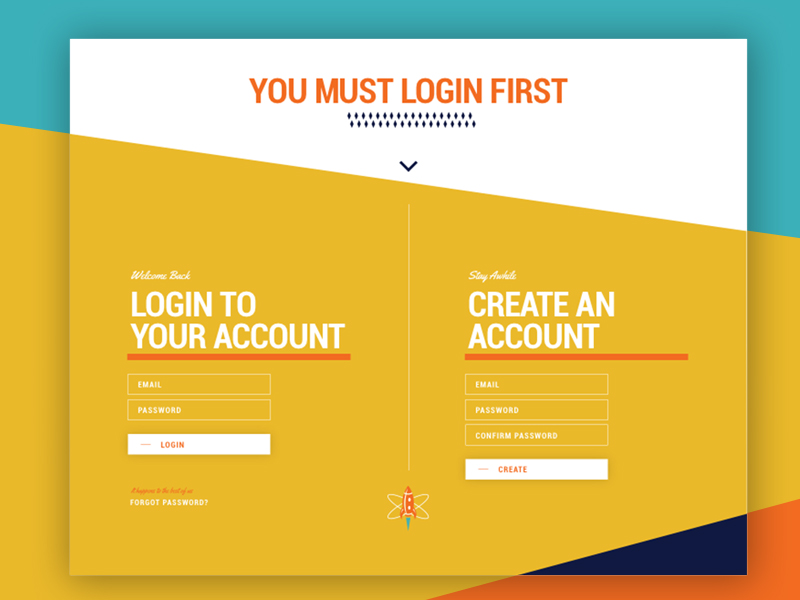 YOU MUST LOGIN FIRST
Welcome Back
LOGIN TO
YOUR ACCOUNT
EMAIL
PASSWORD
LOGIN
It happens to the best of us
FORGOT PASSWORD?
Stay Awhile
CREATE AN
ACCOUNT
EMAIL
PASSWORD
CONFIRM PASSWORD
CREATE